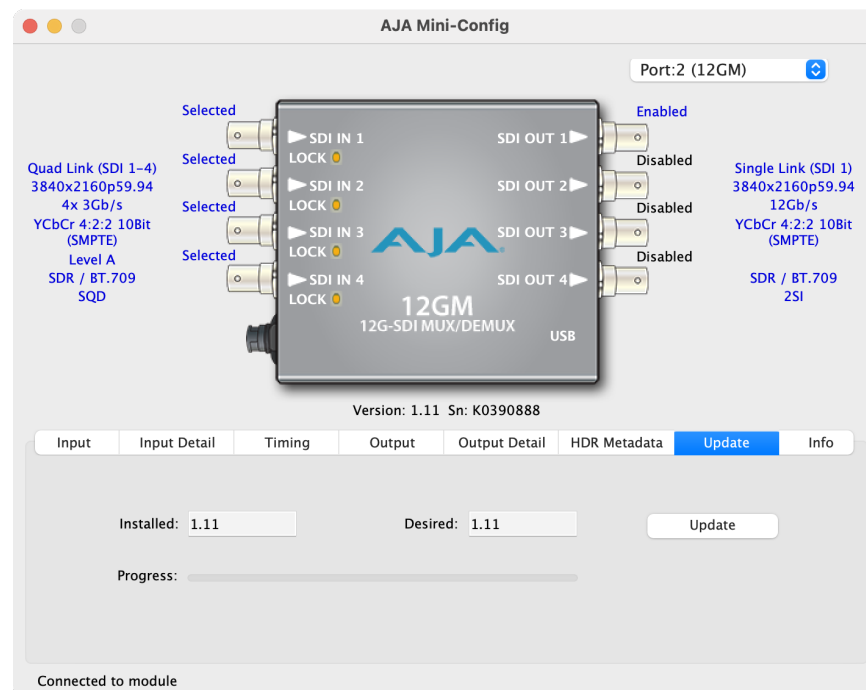 AJA Mini-Config
Port:2 (12GM)
Selected
Enabled
SDI IN 1
SDI OUT 1
LOCK
Selected
Disabled
Quad Link (SDI 1-4)
3840x2160p59.94
4x 3Gb/s
YCbCr 4:2:2 10Bit
(SMPTE)
Level A
SDR / BT.709
SQD
SDI IN 2
SDI OUT 2
LOCK
Single Link (SDI 1)
3840x2160p59.94
12Gb/s
YCbCr 4:2:2 10Bit
(SMPTE)
SDR / BT.709
2SI
Selected
Disabled
SDI IN 3
SDI OUT 3
LOCK
AJA
Selected
Disabled
SDI IN 4
SDI OUT 4
LOCK
12GM
12G-SDI MUX/DEMUX
USB
Version: 1.11 Sn: K0390888
Input Input Detail Timing Output Output Detail HDR Metadata Update Info
Installed: 1.11 Desired: 1.11 Update
Progress:
Connected to module